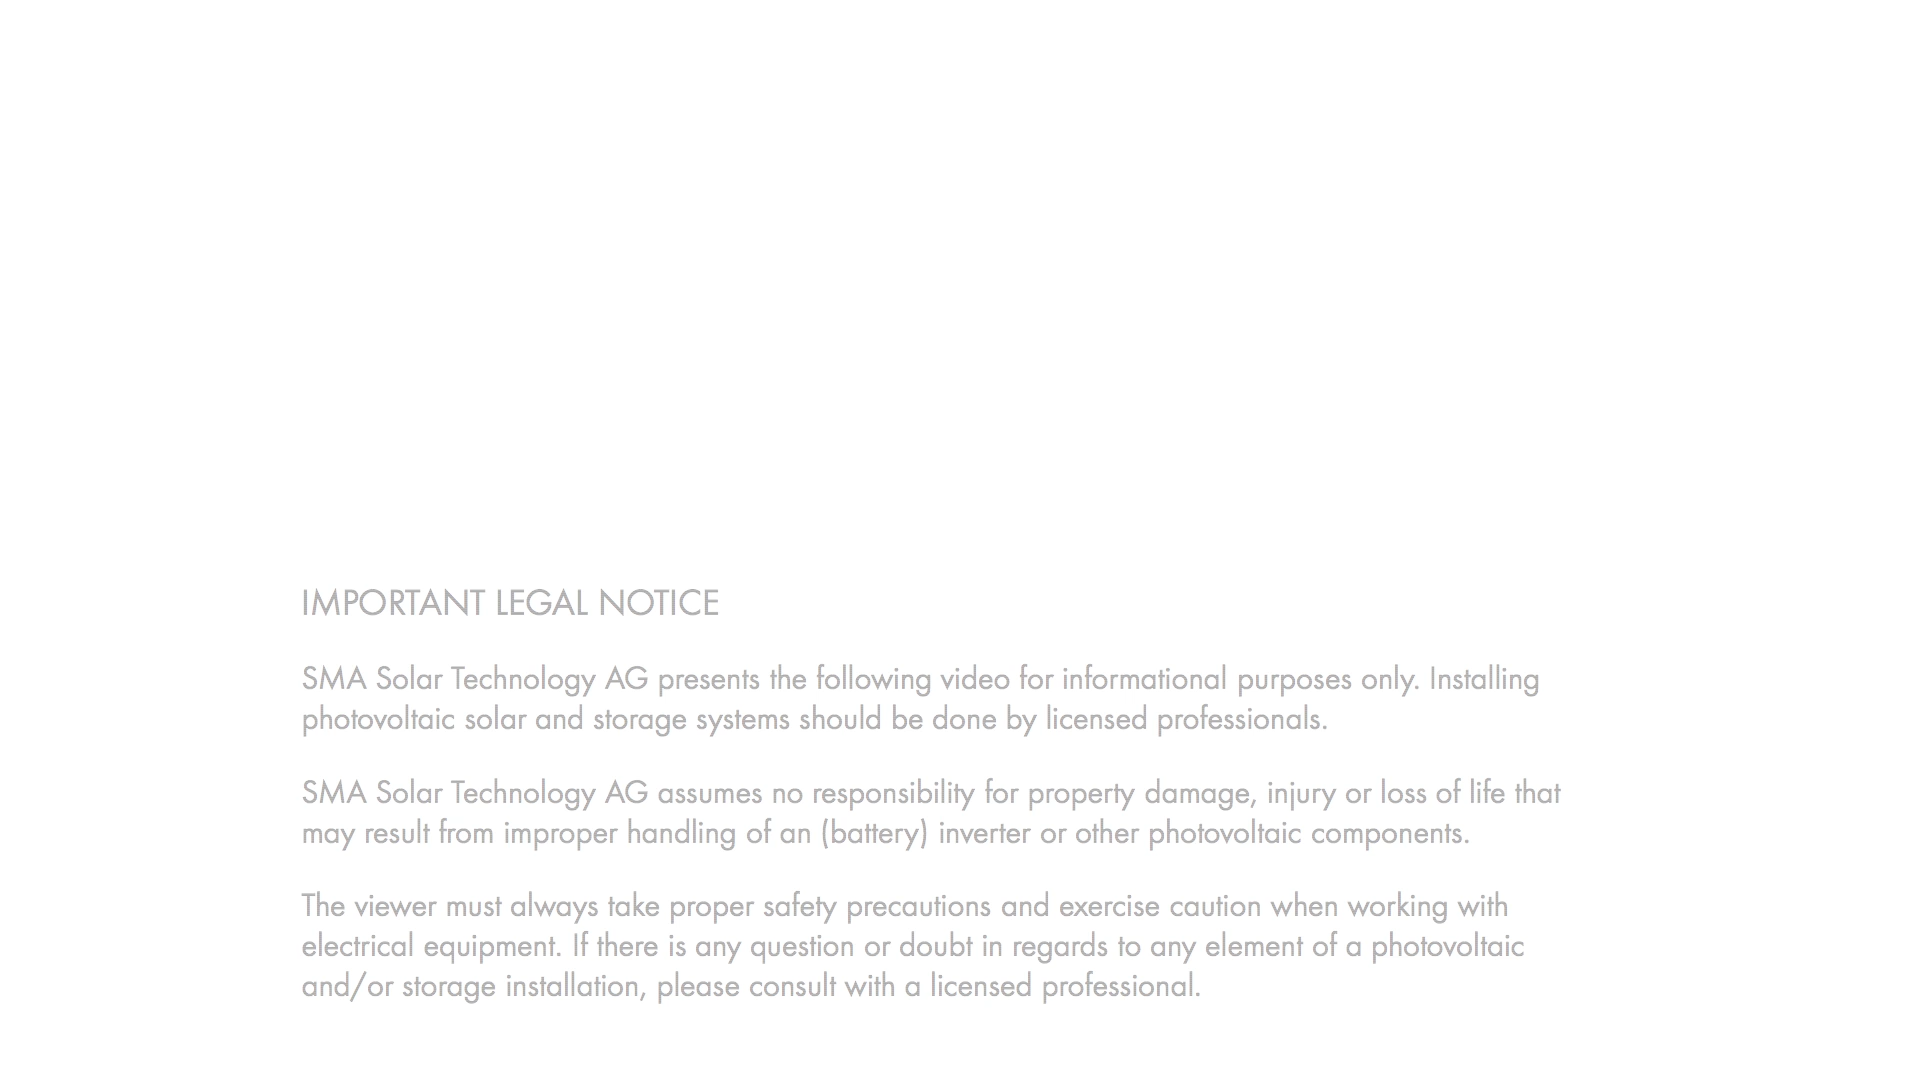 IMPORTANT LEGAL NOTICE
SMA Solar Technology AG presents the following video for informational purposes only. Installing
photovoltaic solar and storage systems should be done by licensed professionals.
SMA Solar Technology AG assumes no responsibility for property damage, injury or loss of life that
may result from improper handling of an (battery) inverter or other photovoltaic components.
The viewer must always take proper safety precautions and exercise caution when working with
electrical equipment. If there is any question or doubt in regards to any element of a photovoltaic
and/or storage installation, please consult with a licensed professional.